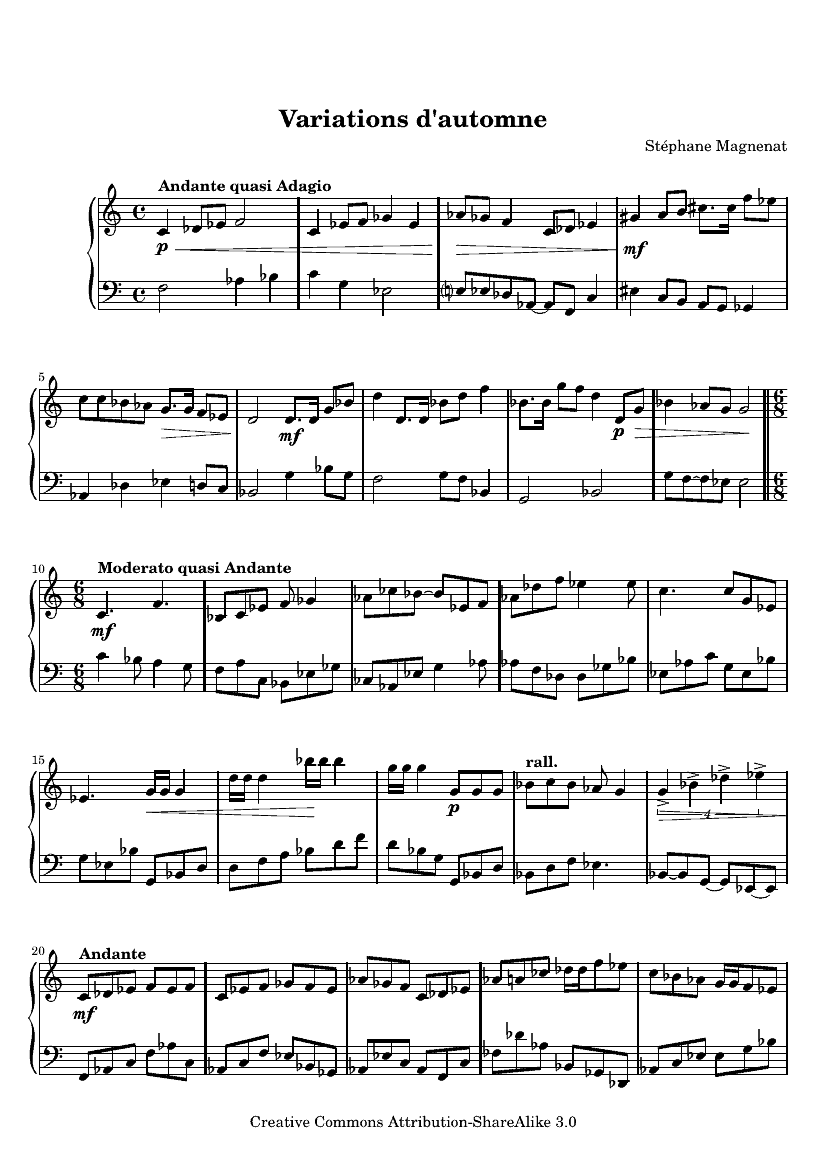 Variations d'automne
Stéphane Magnenat
Andante quasi Adagio
p
mf
5
mf
p
10
Moderato quasi Andante
mf
15
p
rall.
4
20
Andante
mf
Creative Commons Attribution-ShareAlike 3.0